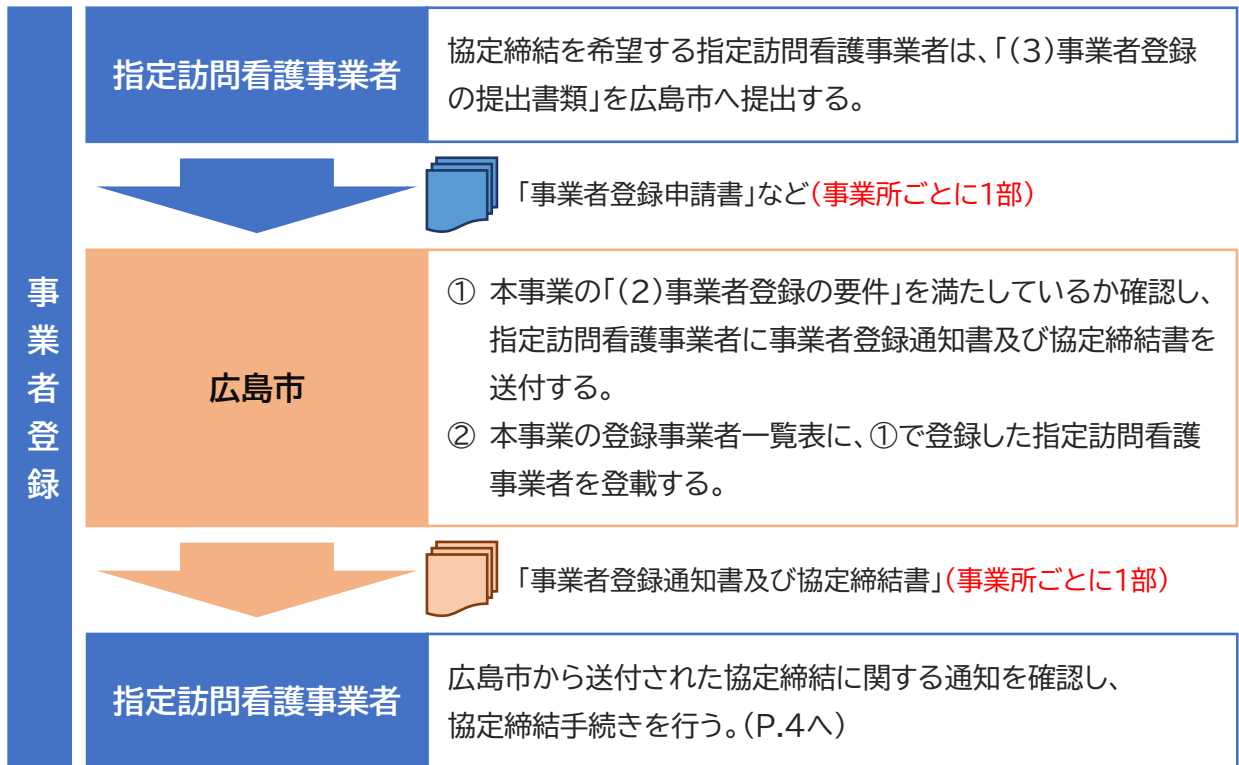 事業者登録
指定訪問看護事業者
協定締結を希望する指定訪問看護事業者は、「(3)事業者登録
の提出書類」を広島市へ提出する。
「事業者登録申請書」など(事業所ごとに1部)
広島市
① 本事業の「(2)事業者登録の要件」を満たしているか確認し、
指定訪問看護事業者に事業者登録通知書及び協定締結書を
送付する。
② 本事業の登録事業者一覧表に、①で登録した指定訪問看護
事業者を登載する。
「事業者登録通知書及び協定締結書」(事業所ごとに1部)
指定訪問看護事業者
広島市から送付された協定締結に関する通知を確認し、
協定締結手続きを行う。(P.4へ)